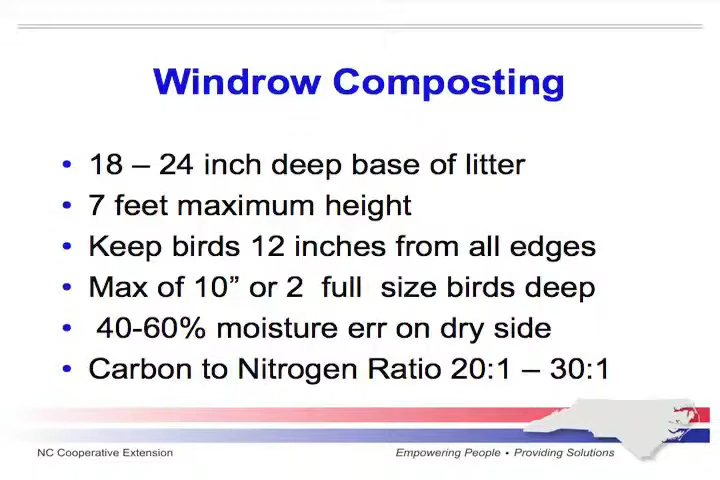 Windrow Composting
• 18 – 24 inch deep base of litter
• 7 feet maximum height
• Keep birds 12 inches from all edges
• Max of 10” or 2  full  size birds deep
•  40-60% moisture err on dry side
• Carbon to Nitrogen Ratio 20:1 – 30:1
NC Cooperative Extension
Empowering People • Providing Solutions